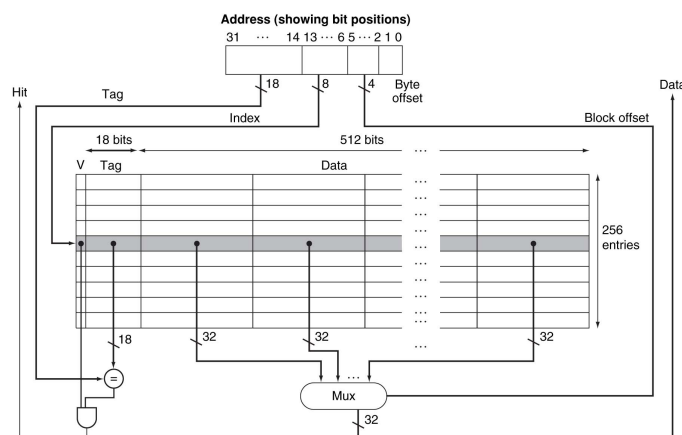 Address (showing bit positions)
31 ··· 14 13 ··· 6 5 ··· 2 1 0
18 8 4 Byte
offset
Hit Data
Tag
Index Block offset
18 bits 512 bits ...
V Tag Data ...
...
...
...
256
entries
...
...
...
...
...
...
18 32 32 ... 32
= ...
Mux
32